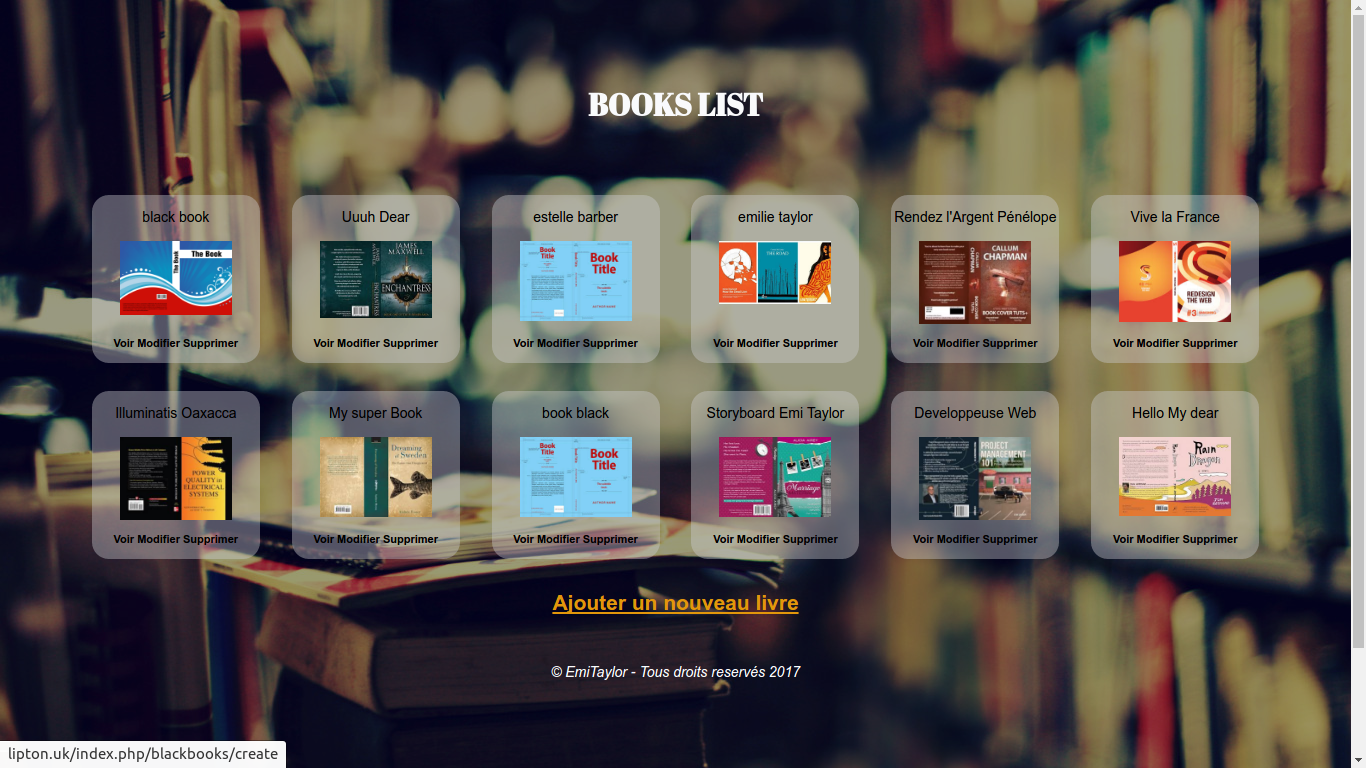 BOOKS LIST
black book
Uuuh Dear
estelle barber
emilie taylor
Rendez l'Argent Pénélope
Vive la France
The Book
The Book
JAMES
MAXWELL
ENCHANTRESS
Book
Title
Book
Title
THE ROAD
CALLUM
CHAPMAN
BOOK COVER TUTS+
REDESIGN
THE WEB
#3
Voir Modifier Supprimer
Voir Modifier Supprimer
Voir Modifier Supprimer
Voir Modifier Supprimer
Voir Modifier Supprimer
Voir Modifier Supprimer
Illuminatis Oaxacca
My super Book
book black
Storyboard Emi Taylor
Developpeuse Web
Hello My dear
POWER
QUALITY in
ELECTRICAL
SYSTEMS
Dreaming
of Sweden
Book
Title
Book
Title
Marriage
PROJECT
MANAGEMENT
101
Rain
Dragon
Voir Modifier Supprimer
Voir Modifier Supprimer
Voir Modifier Supprimer
Voir Modifier Supprimer
Voir Modifier Supprimer
Voir Modifier Supprimer
Ajouter un nouveau livre
© EmiTaylor - Tous droits reservés 2017
lipton.uk/index.php/blackbooks/create